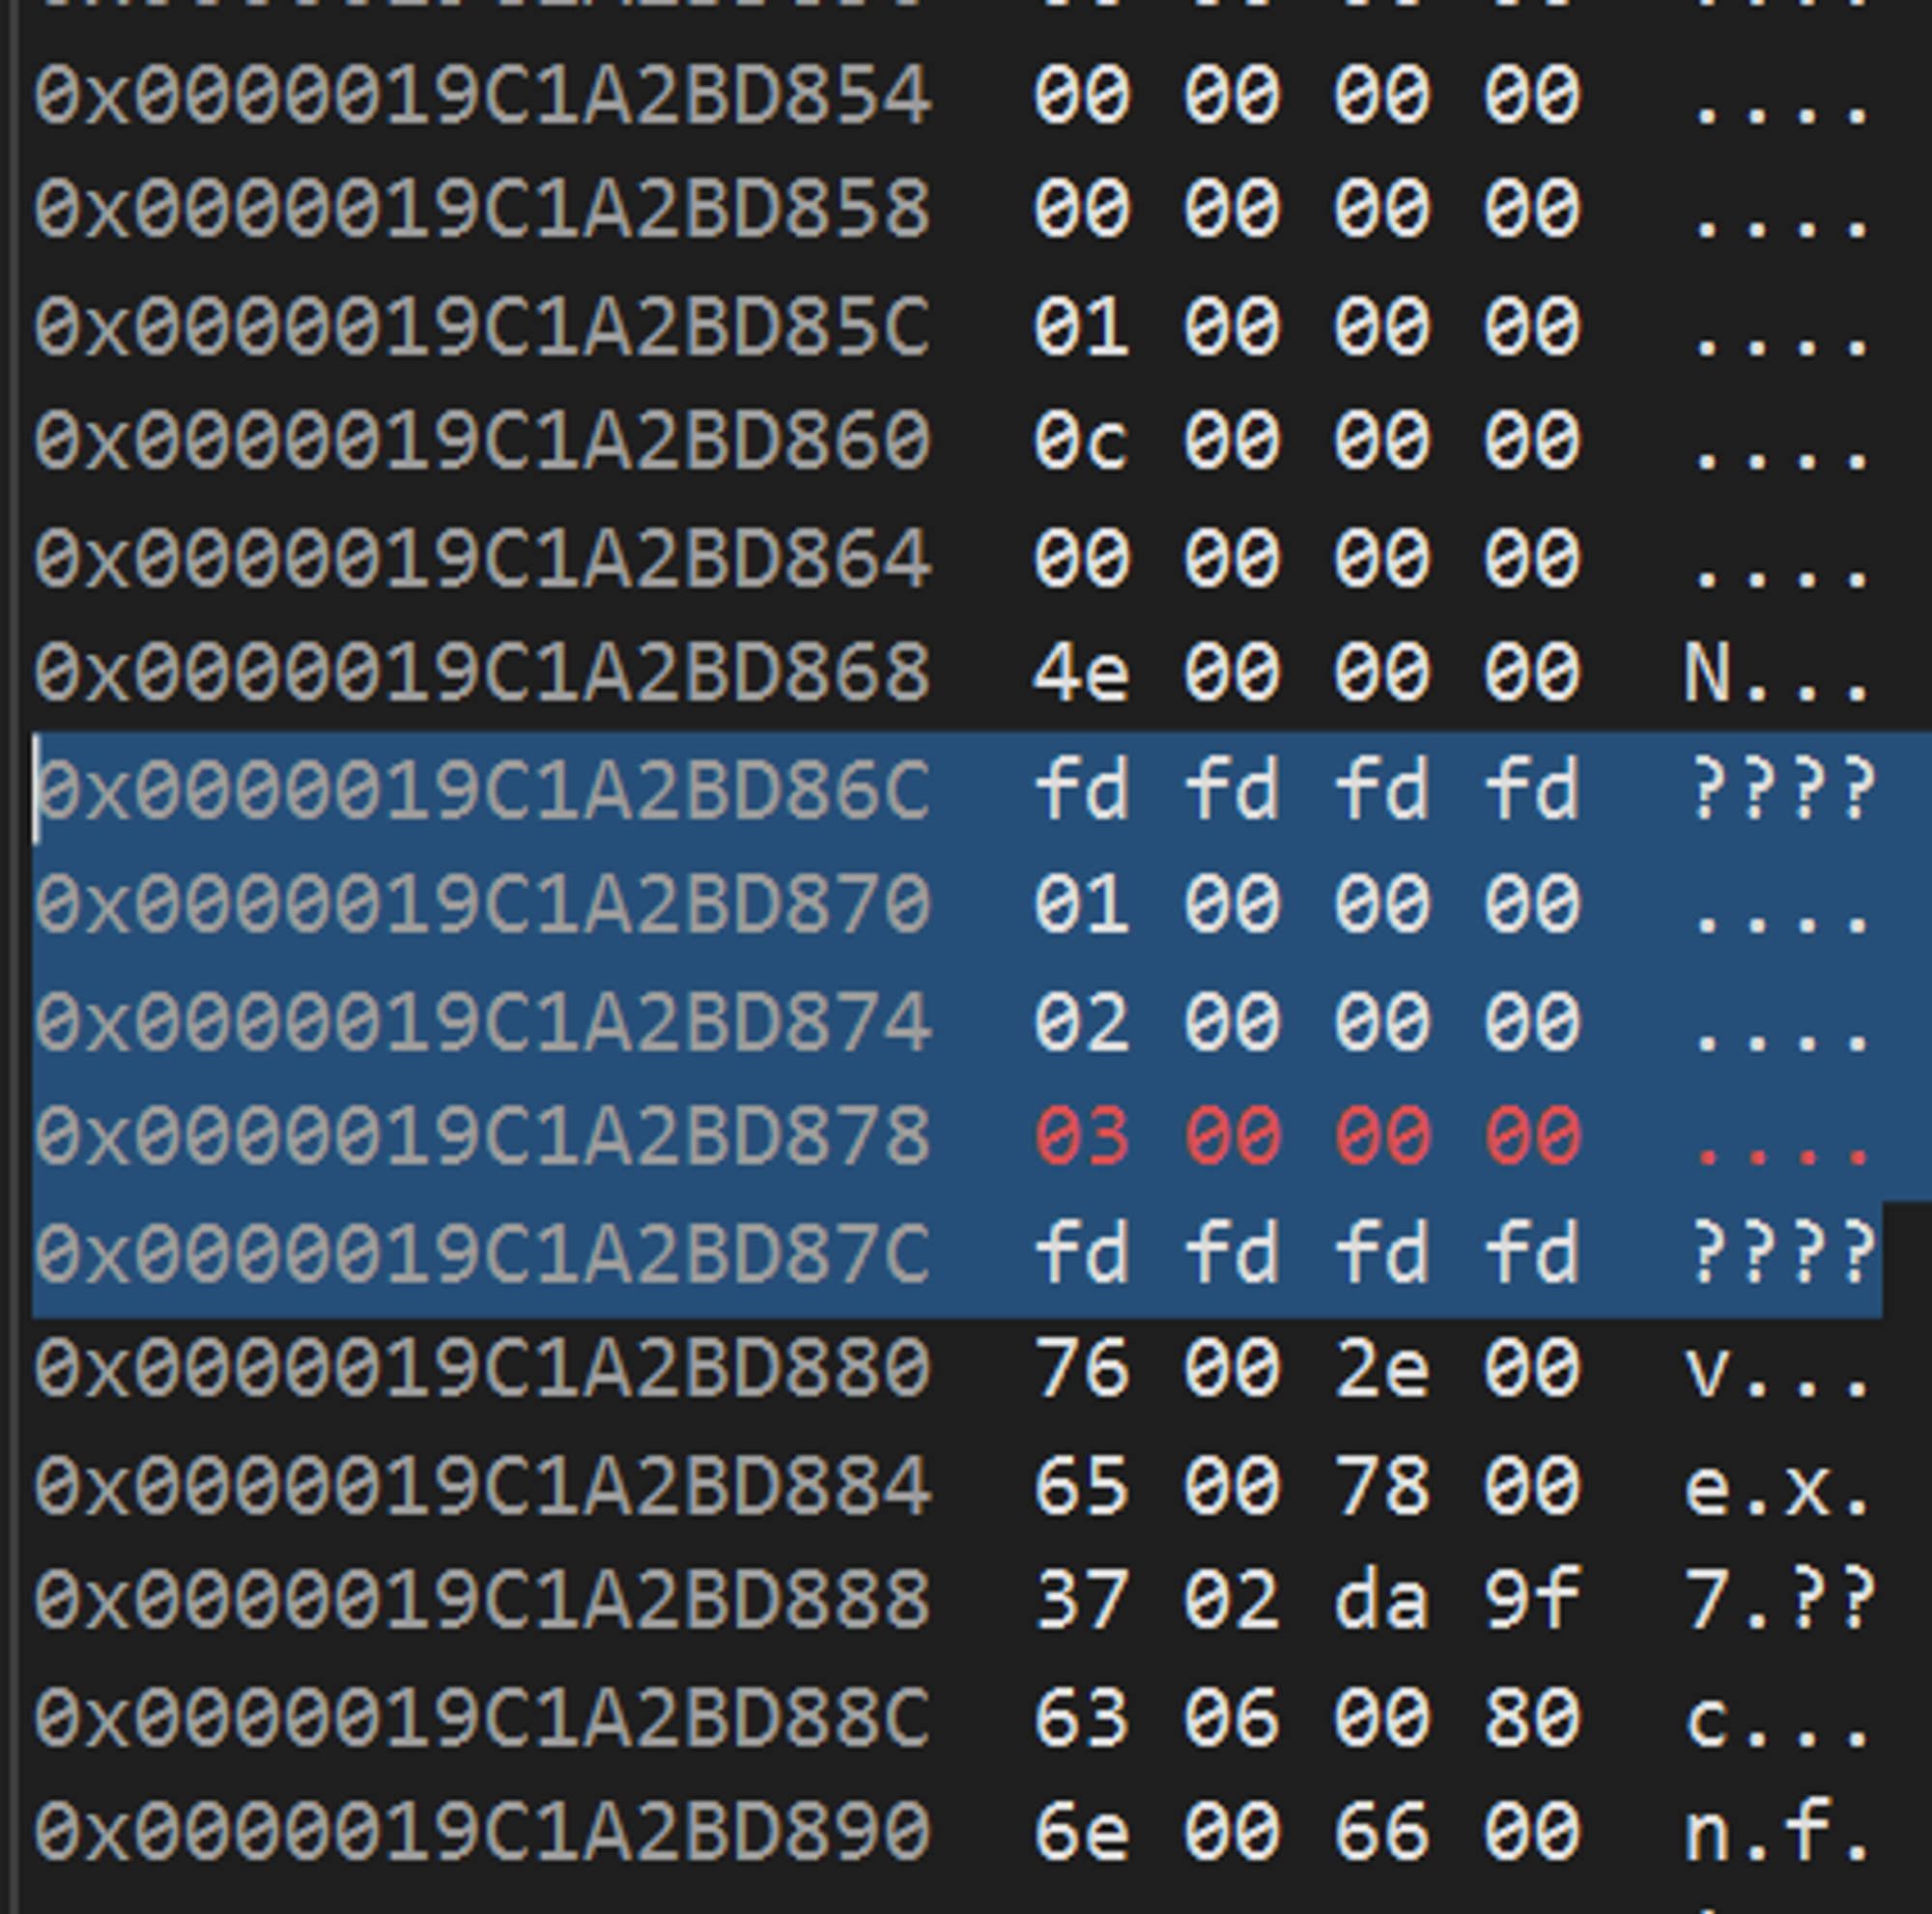 0x0000019C1A2BD854 00 00 00 00 ....
0x0000019C1A2BD858 00 00 00 00 ....
0x0000019C1A2BD85C 01 00 00 00 ....
0x0000019C1A2BD860 0c 00 00 00 ....
0x0000019C1A2BD864 00 00 00 00 ....
0x0000019C1A2BD868 4e 00 00 00 N...
0x0000019C1A2BD86C fd fd fd fd ????
0x0000019C1A2BD870 01 00 00 00 ....
0x0000019C1A2BD874 02 00 00 00 ....
0x0000019C1A2BD878 03 00 00 00 ....
0x0000019C1A2BD87C fd fd fd fd ????
0x0000019C1A2BD880 76 00 2e 00 v...
0x0000019C1A2BD884 65 00 78 00 e.x.
0x0000019C1A2BD888 37 02 da 9f 7.??
0x0000019C1A2BD88C 63 06 00 80 c...
0x0000019C1A2BD890 6e 00 66 00 n.f.